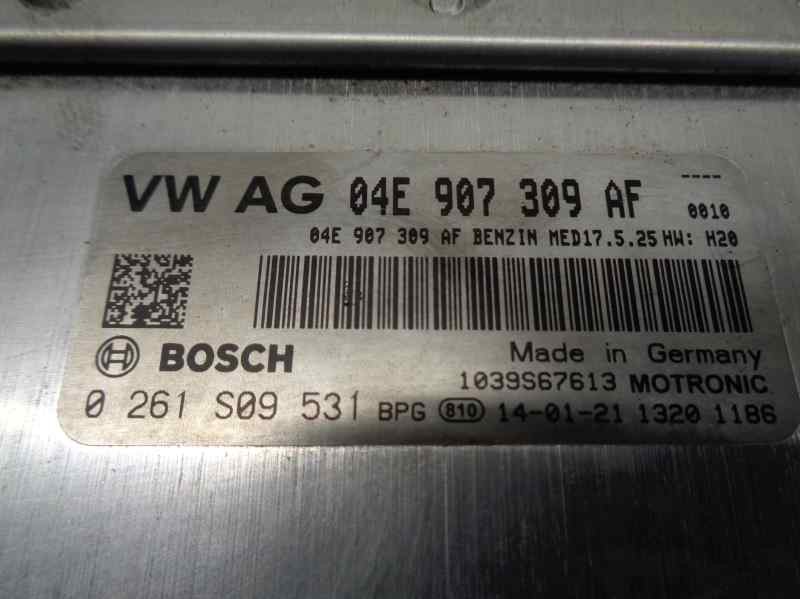 VW AG 04E 907 309 AF ---- 0010
04E 907 309 AF BENZIN MED17.5.25 HW: H20
BOSCH Made in Germany
1039S67613 MOTRONIC
0 261 S09 531 BPG 810 14-01-21 1320 1186